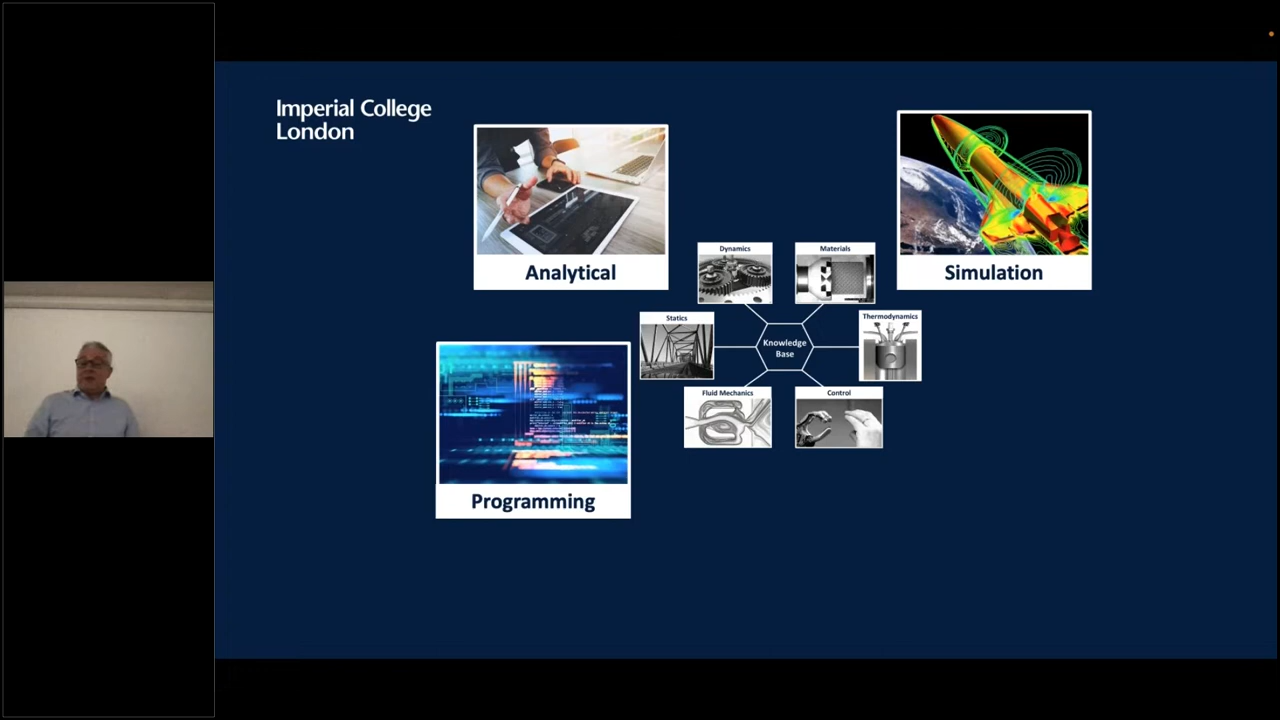 Imperial College
London
Analytical
Simulation
Dynamics
Materials
Statics
Thermodynamics
Knowledge
Base
Fluid Mechanics
Control
Programming